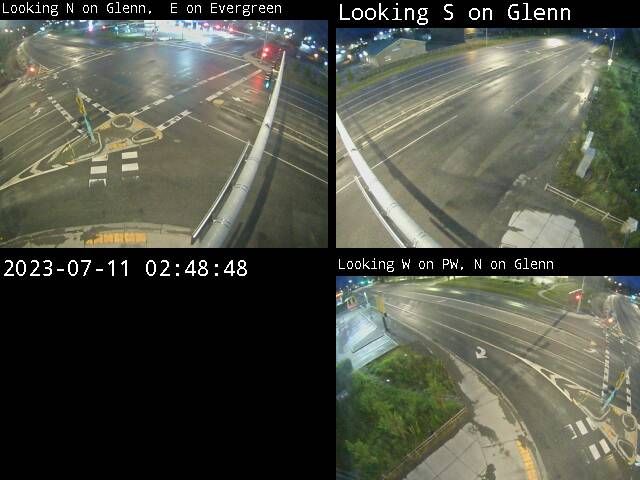 Looking N on Glenn,  E on Evergreen
Looking S on Glenn
2023-07-11 02:48:48
Looking W on PW, N on Glenn